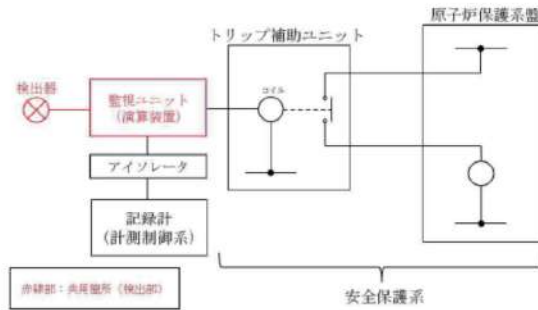 原子炉保護系盤
トリップ補助ユニット
検出器
監視ユニット
(演算装置)
コイル
アイソレータ
記録計
(計測制御系)
安全保護系
赤線部：共用箇所（検出部）